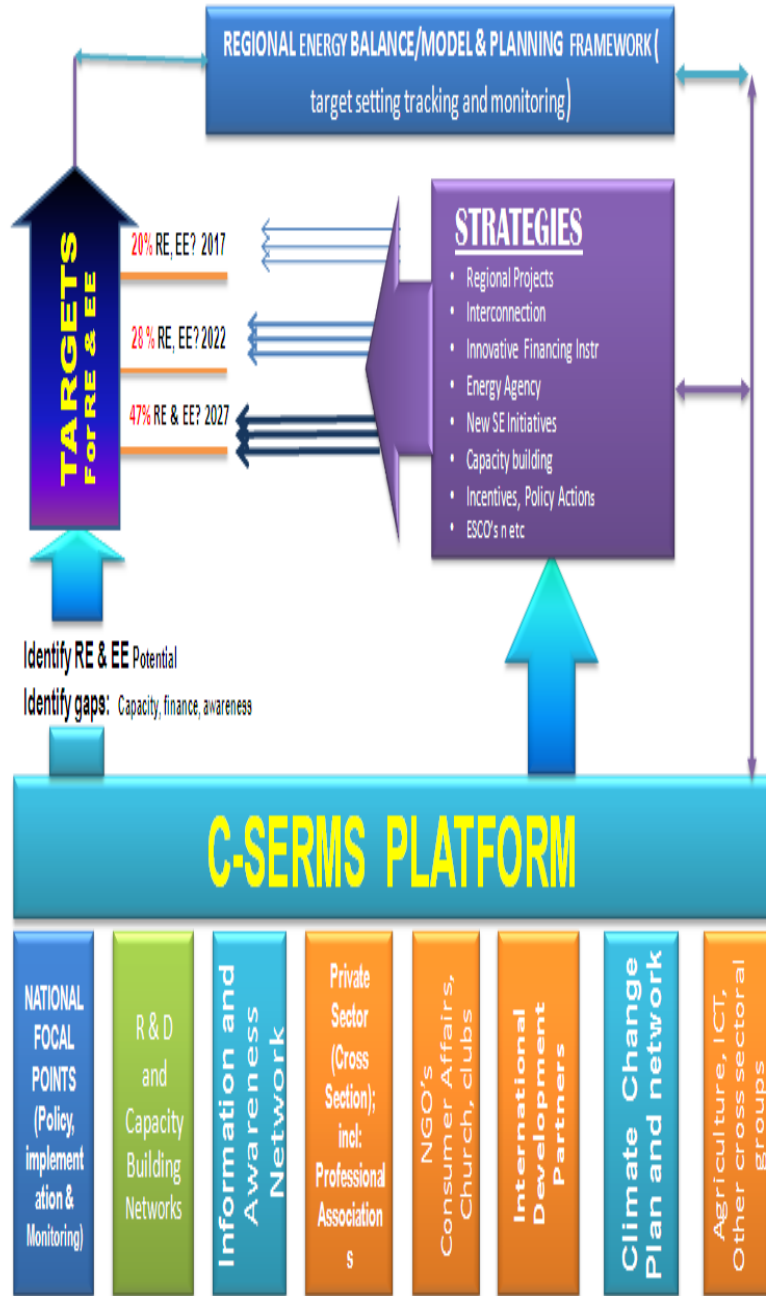 REGIONAL ENERGY BALANCE/MODEL & PLANNING FRAMEWORK (
target setting tracking and monitoring)
TARGETS
For RE & EE
20% RE, EE? 2017
28 % RE, EE? 2022
47% RE & EE? 2027
STRATEGIES
• Regional Projects
• Interconnection
• Innovative Financing Instr
• Energy Agency
• New SE Initiatives
• Capacity building
• Incentives, Policy Actions
• ESCO's n etc
Identify RE & EE Potential
Identify gaps: Capacity, finance, awareness
C-SERMS PLATFORM
NATIONAL
FOCAL
POINTS
(Policy,
implement
ation &
Monitoring)
R & D
and
Capacity
Building
Networks
Information and
Awareness
Network
Private
Sector
(Cross
Section);
incl:
Professional
Association
s
NGO's
Consumer Affairs,
Church, clubs
International
Development
Partners
Climate Change
Plan and network
Agriculture, ICT,
Other cross sectoral
groups